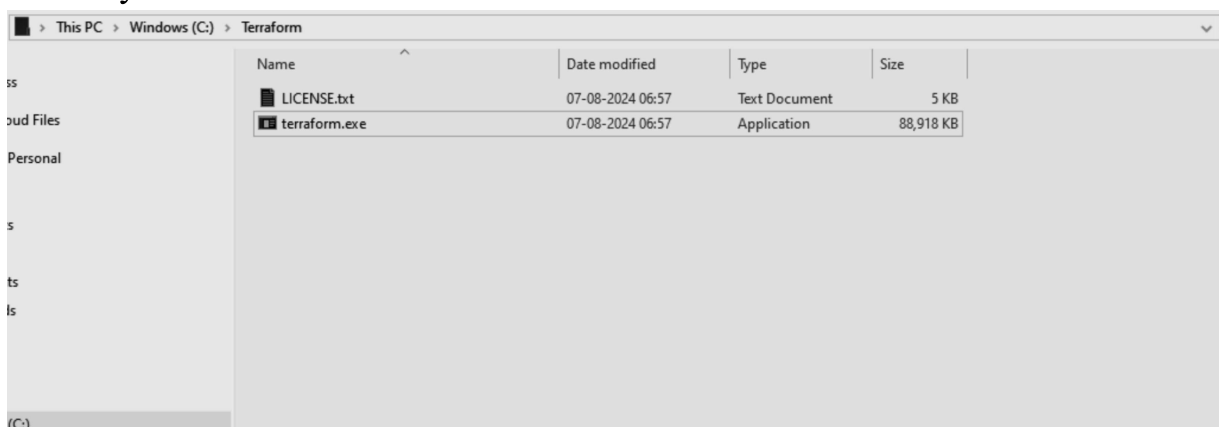 This PC > Windows (C:) > Terraform
Name Date modified Type Size
ss
LICENSE.txt 07-08-2024 06:57 Text Document 5 KB
oud Files
terraform.exe 07-08-2024 06:57 Application 88,918 KB
Personal
s
ts
ls
(C:)